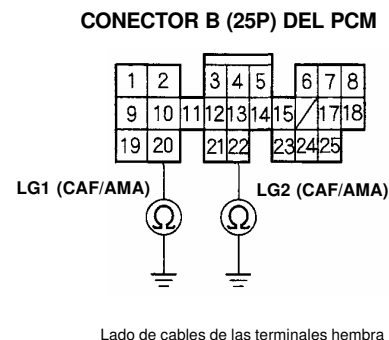 CONECTOR B (25P) DEL PCM
1 2 3 4 5 6 7 8
9 10 11 12 13 14 15 17 18
19 20 21 22 23 24 25
LG1 (CAF/AMA) LG2 (CAF/AMA)
Ω Ω
Lado de cables de las terminales hembra